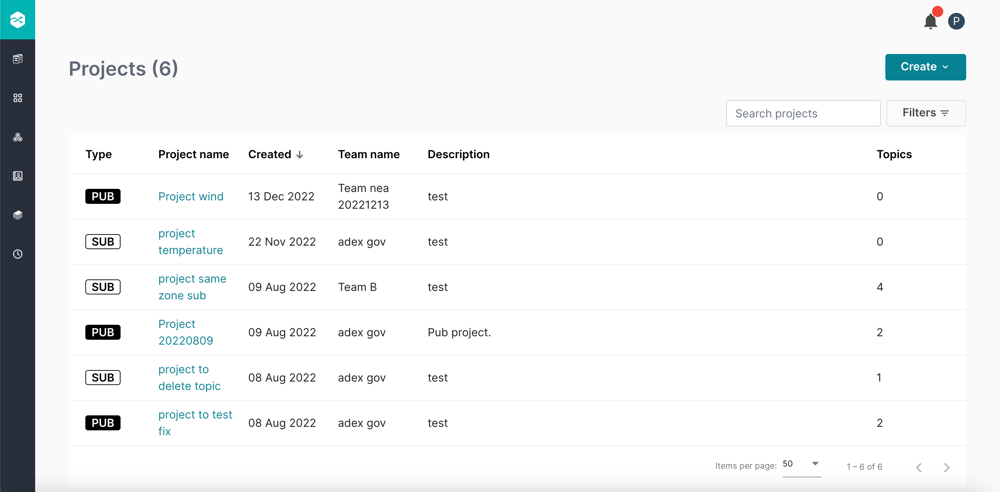 P
Projects (6)
Create
Search projects
Filters
Type Project name Created Team name Description Topics
PUB Project wind 13 Dec 2022 Team nea 20221213 test 0
SUB project temperature 22 Nov 2022 adex gov test 0
SUB project same zone sub 09 Aug 2022 Team B test 4
PUB Project 20220809 09 Aug 2022 adex gov Pub project. 2
SUB project to delete topic 08 Aug 2022 adex gov test 1
PUB project to test fix 08 Aug 2022 adex gov test 2
Items per page: 50 1 – 6 of 6